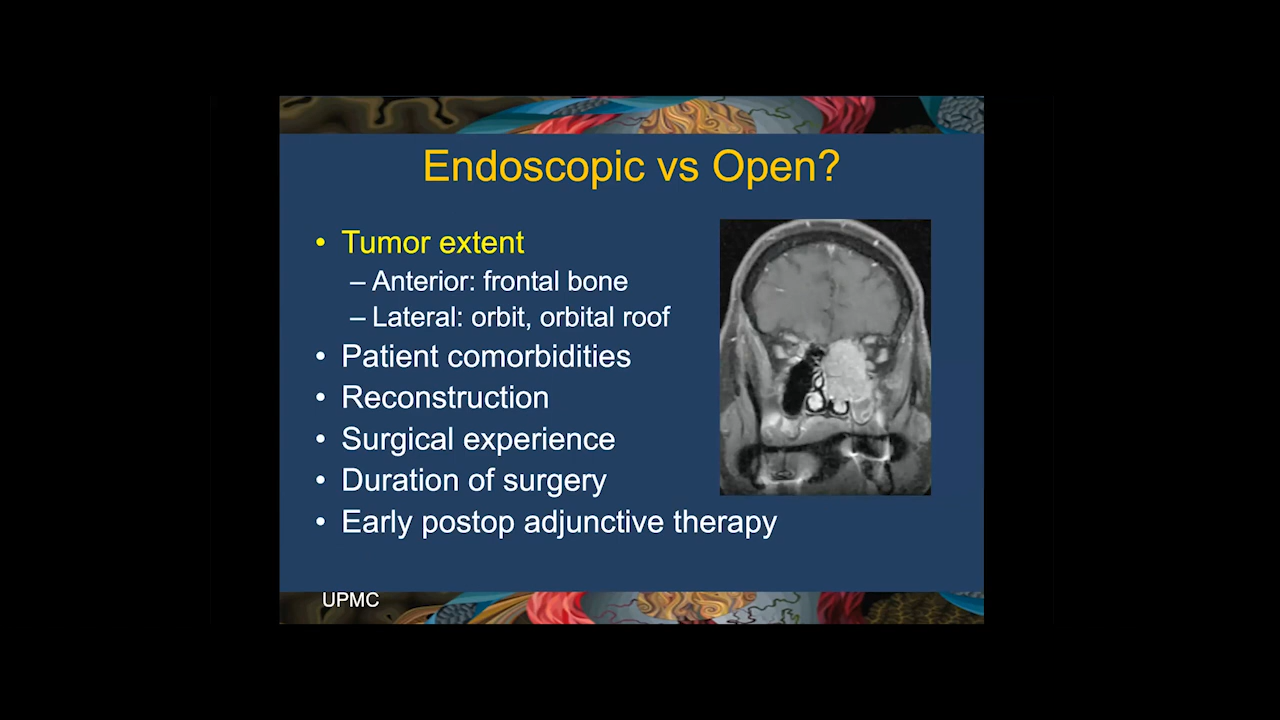 Endoscopic vs Open?
• Tumor extent
– Anterior: frontal bone
– Lateral: orbit, orbital roof
• Patient comorbidities
• Reconstruction
• Surgical experience
• Duration of surgery
• Early postop adjunctive therapy
UPMC